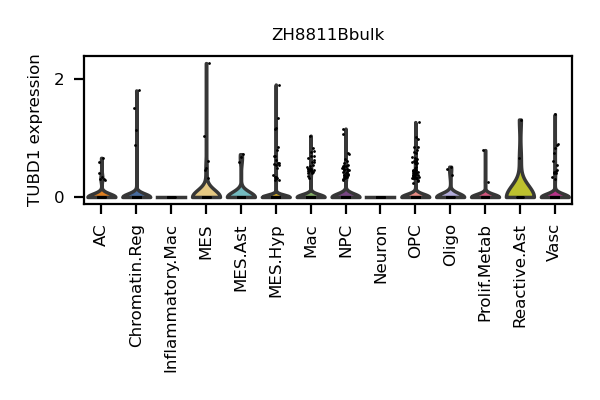 ZH8811Bbulk
TUBD1 expression
2
0
AC
Chromatin.Reg
Inflammatory.Mac
MES
MES.Ast
MES.Hyp
Mac
NPC
Neuron
OPC
Oligo
Prolif.Metab
Reactive.Ast
Vasc